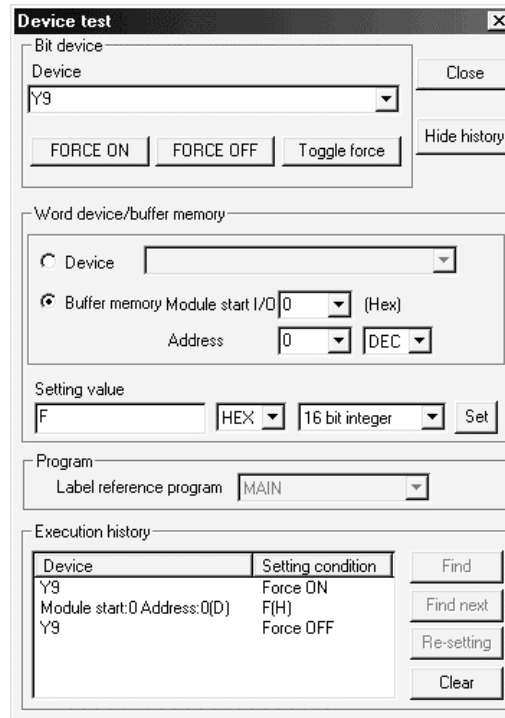 Device test
Bit device
Device
Close
Y9
FORCE ON FORCE OFF Toggle force
Hide history
Word device/buffer memory
Device
Buffer memory Module start I/O 0 (Hex)
Address 0 DEC
Setting value
F HEX 16 bit integer Set
Program
Label reference program MAIN
Execution history
Device Setting condition
Y9 Force ON
Module start:0 Address:0(D) F(H)
Y9 Force OFF
Find
Find next
Re-setting
Clear